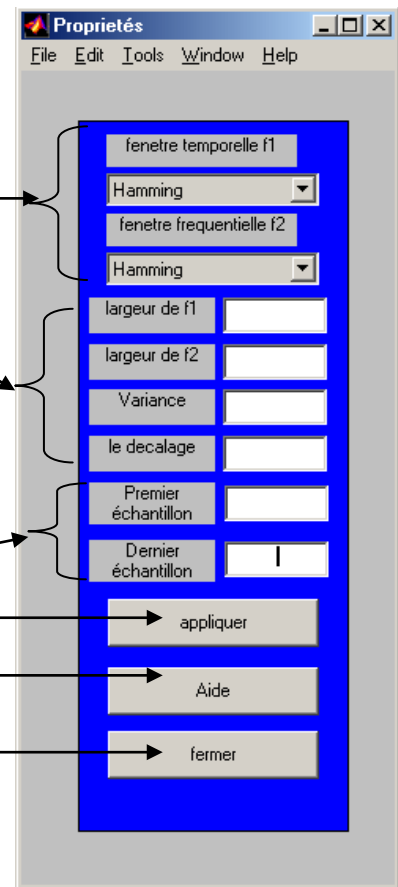 Proprietés
File Edit Tools Window Help
fenetre temporelle f1
Hamming
fenetre frequentielle f2
Hamming
largeur de f1
largeur de f2
Variance
le decalage
Premier
échantillon
Dernier
échantillon
appliquer
Aide
fermer